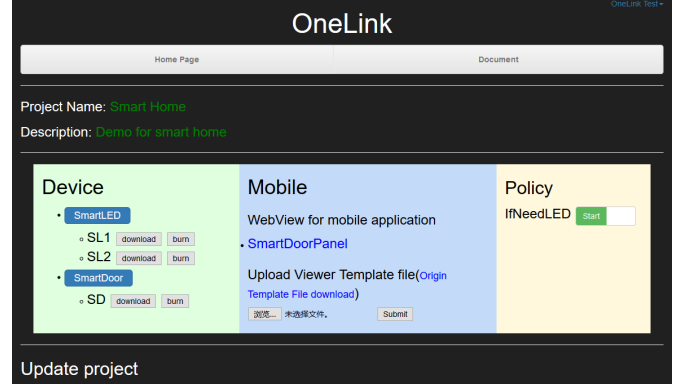 OneLink Test
OneLink
Home Page
Document
Project Name: Smart Home
Description: Demo for smart home
Device
SmartLED
SL1 download burn
SL2 download burn
SmartDoor
SD download burn
Mobile
WebView for mobile application
SmartDoorPanel
Upload Viewer Template file(Origin
Template File download)
浏览... 未选择文件。 Submit
Policy
IfNeedLED Start
Update project